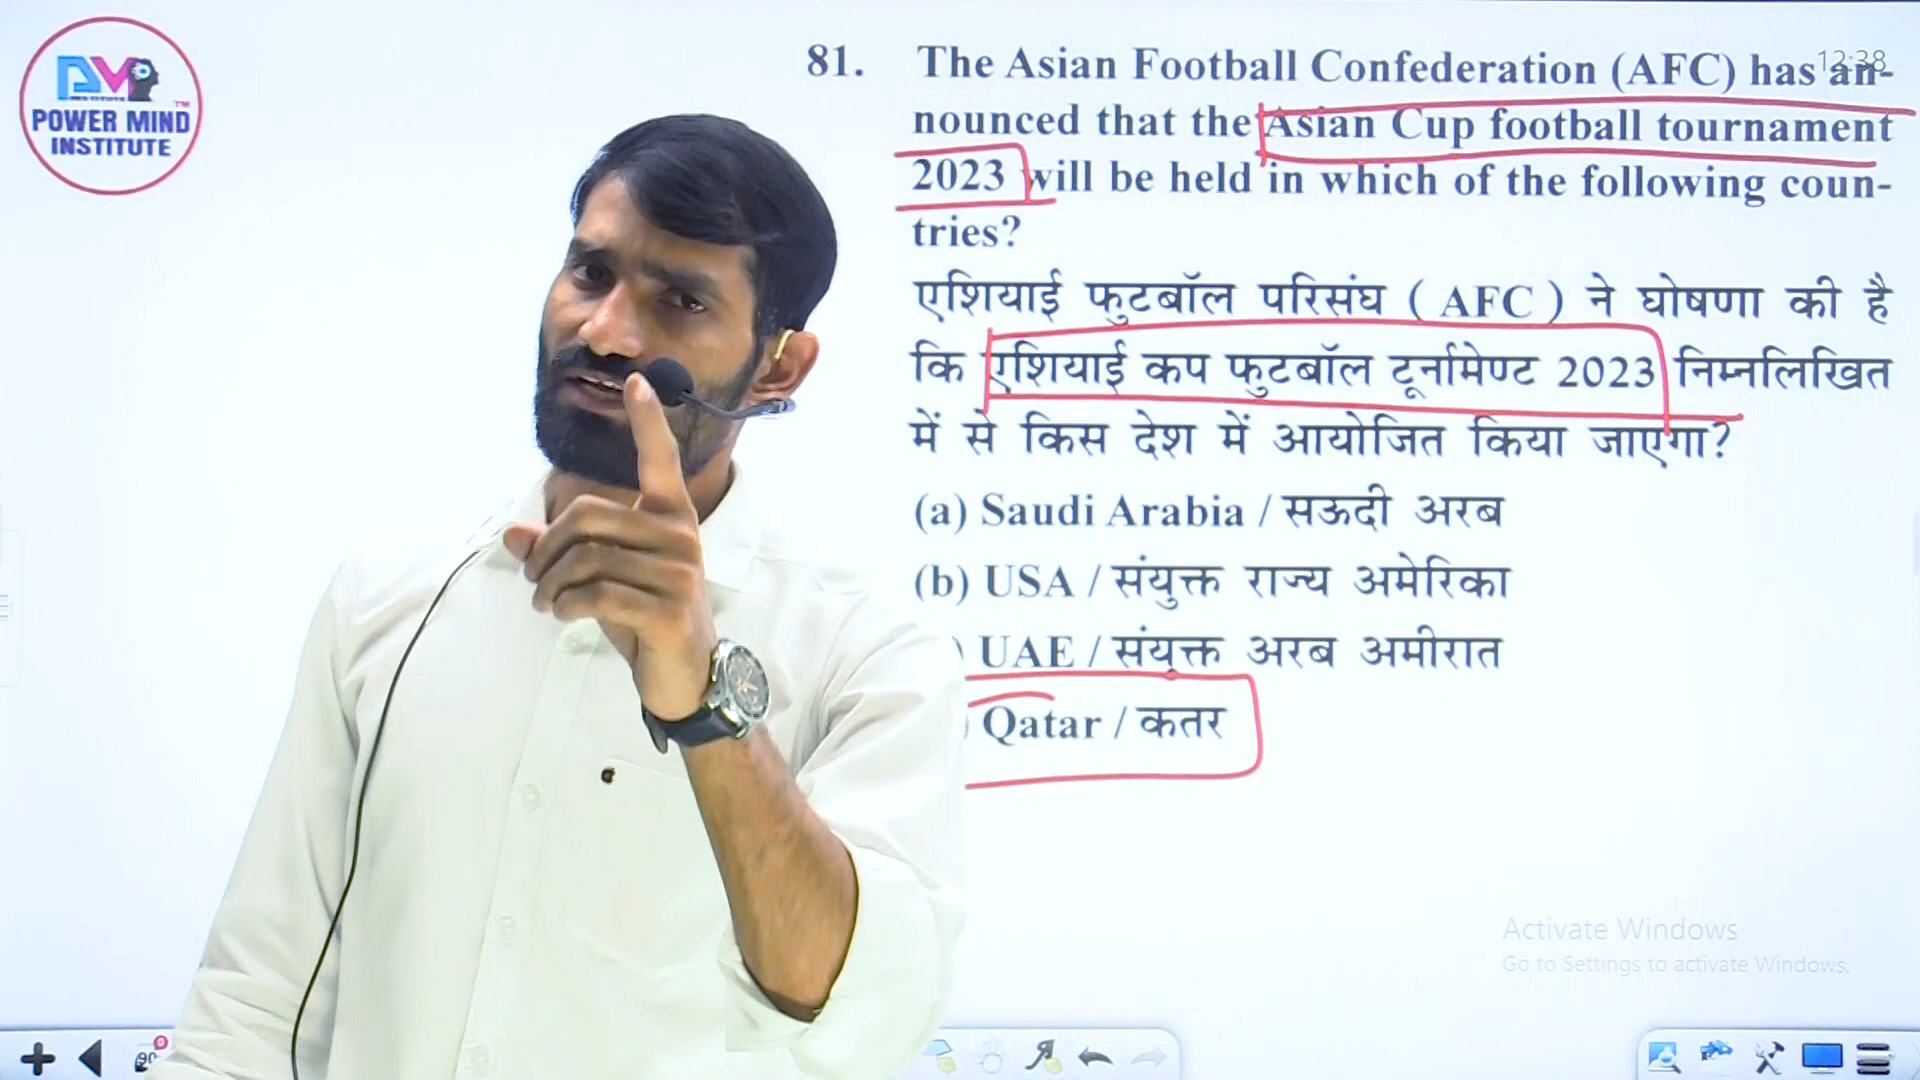 PM
POWER MIND
INSTITUTE
TM
12:38
81. The Asian Football Confederation (AFC) has an-
nounced that the Asian Cup football tournament
2023 will be held in which of the following coun-
tries?
एशियाई फुटबॉल परिसंघ ( AFC ) ने घोषणा की है
कि एशियाई कप फुटबॉल टूर्नामेण्ट 2023 निम्नलिखित
में से किस देश में आयोजित किया जाएगा?
(a) Saudi Arabia / सऊदी अरब
(b) USA / संयुक्त राज्य अमेरिका
) UAE / संयुक्त अरब अमीरात
) Qatar / कतर
Activate Windows
Go to Settings to activate Windows.